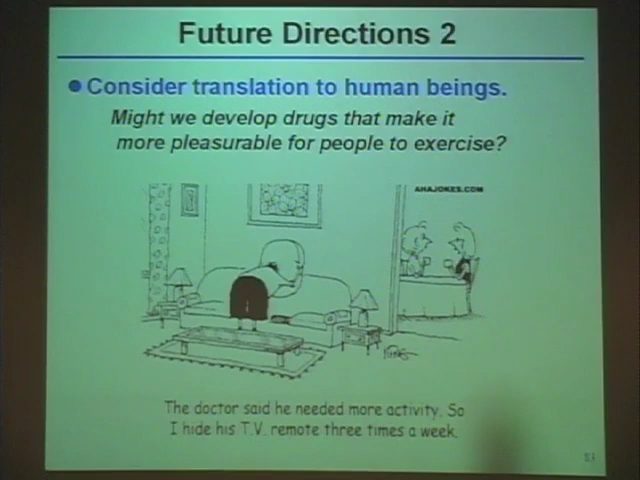 Future Directions 2
Consider translation to human beings.
Might we develop drugs that make it
more pleasurable for people to exercise?
AHAJOKES.COM
The doctor said he needed more activity. So
I hide his T.V. remote three times a week.